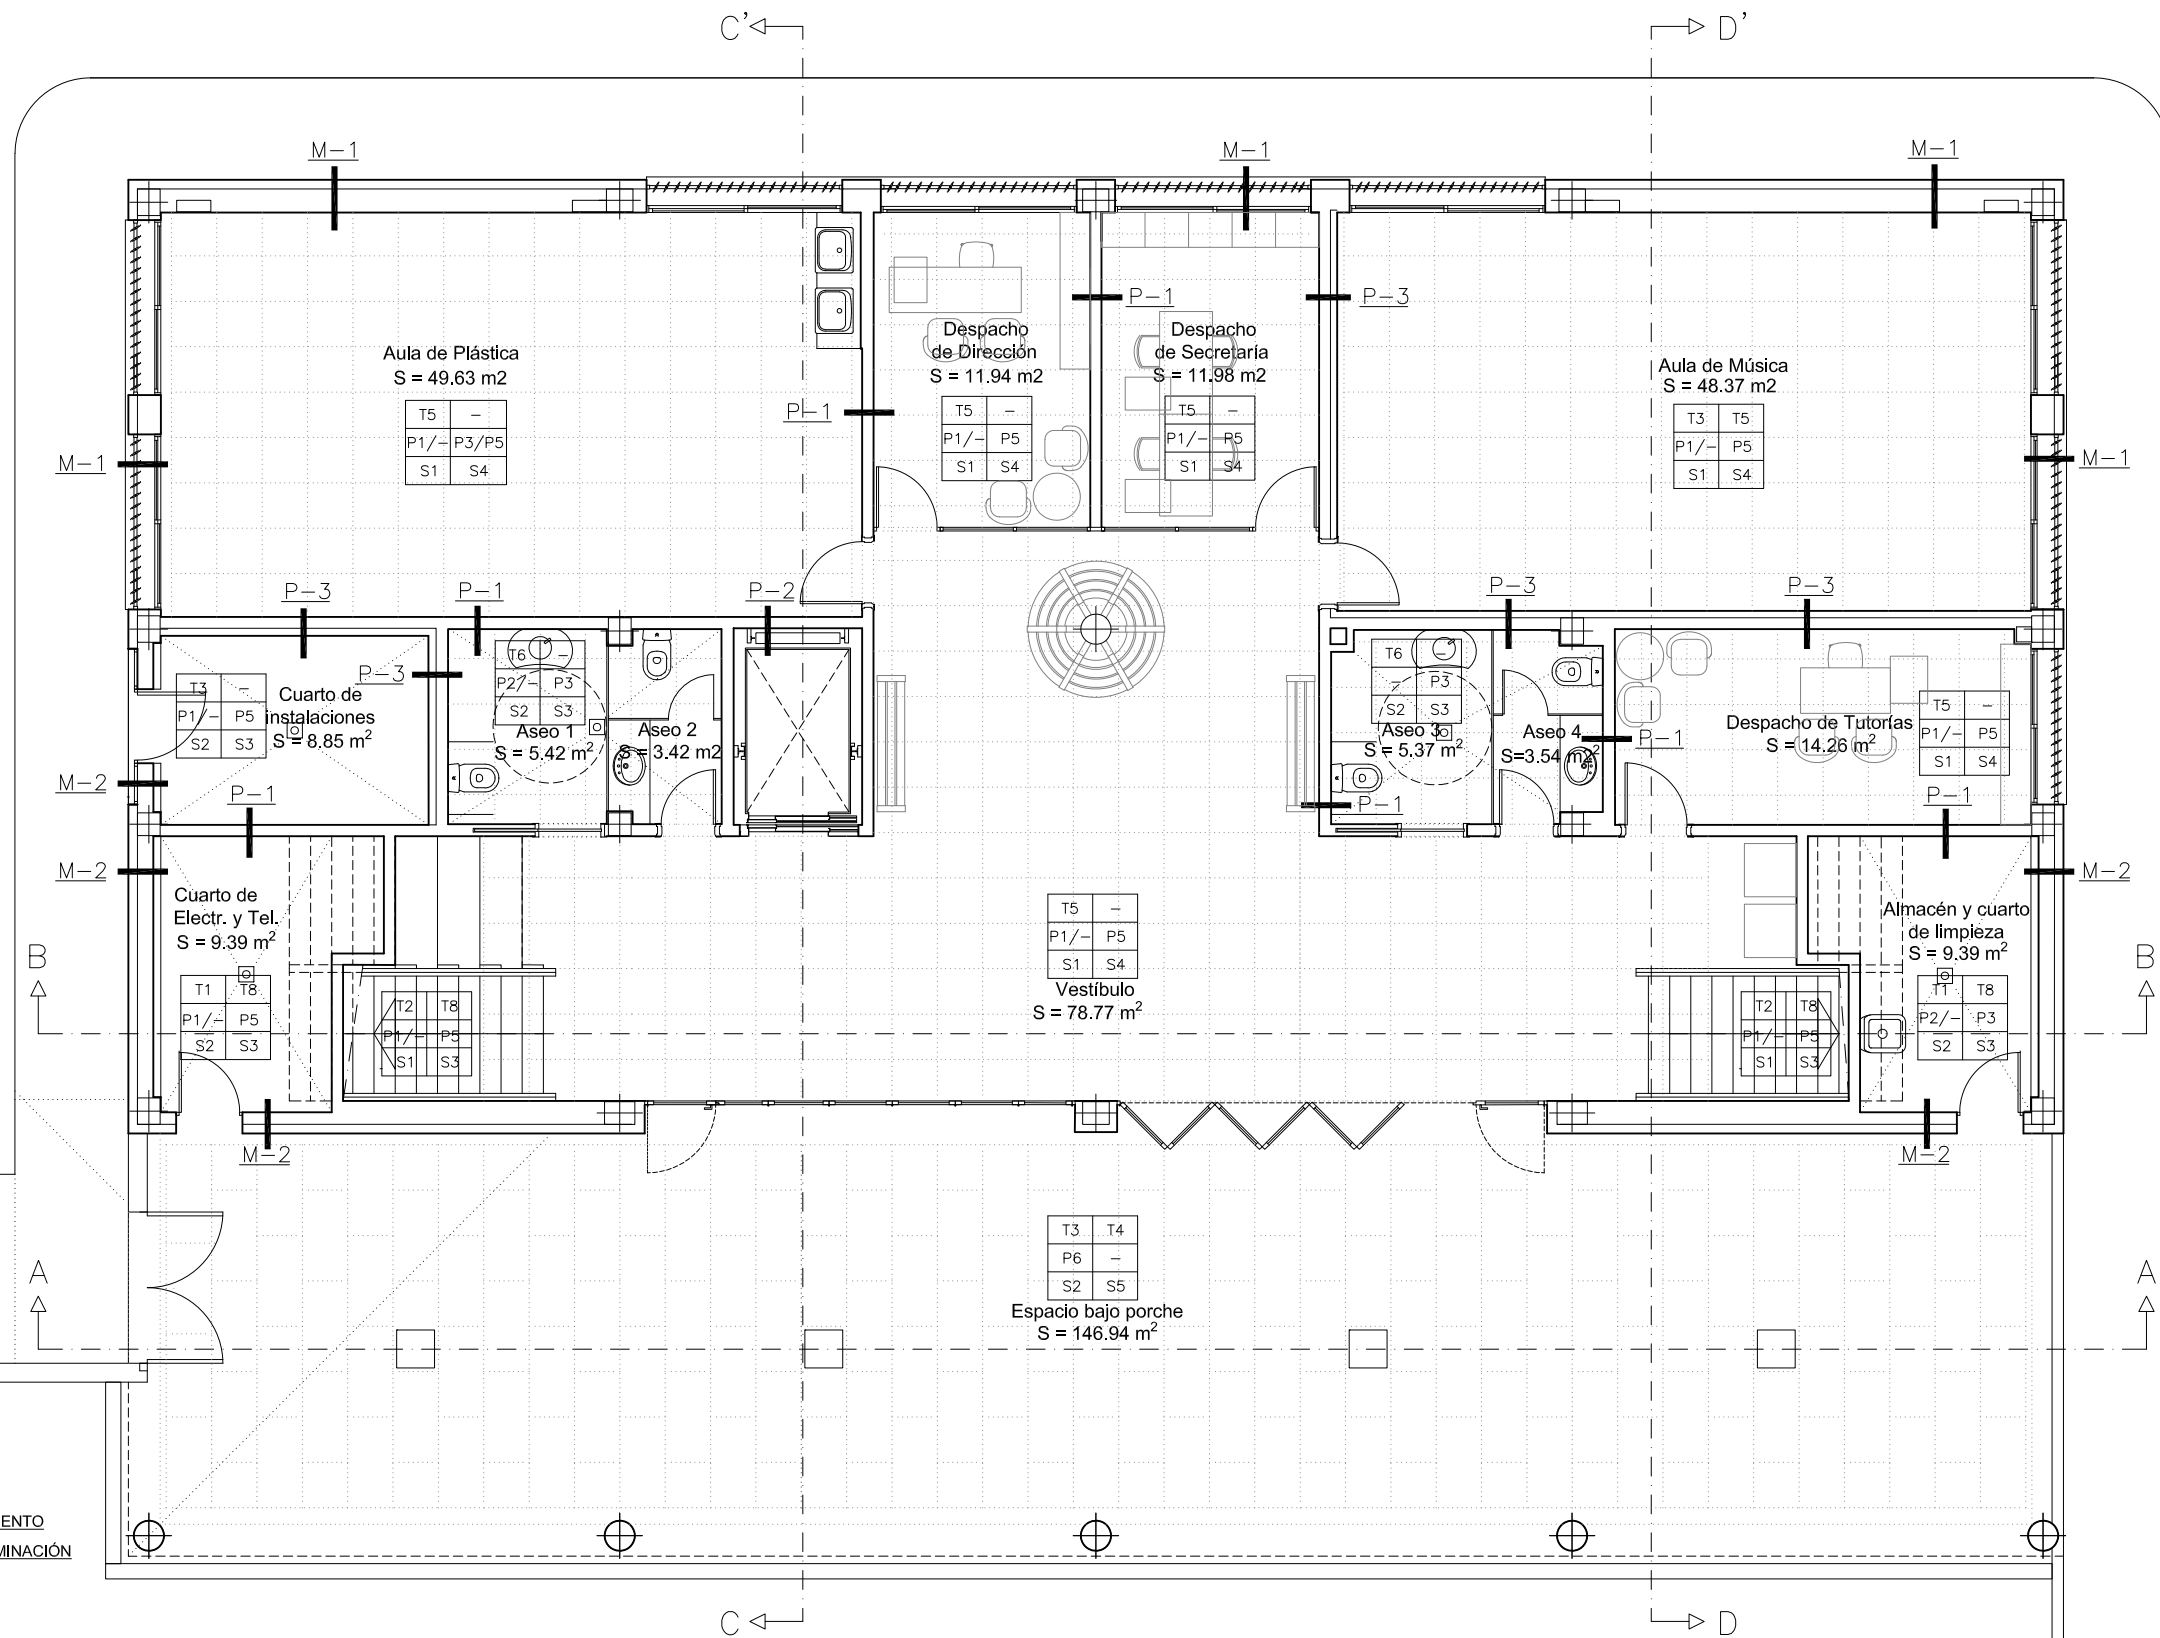 C'
D'
M-1
M-1
M-1
P-1
P-3
Aula de Plástica
S = 49.63 m2
T5 -
P1/- P3/P5
S1 S4
Despacho
de Dirección
S = 11.94 m2
T5 -
P1/- P5
S1 S4
Despacho
de Secretaría
S = 11.98 m2
T5 -
P1/- P5
S1 S4
Aula de Música
S = 48.37 m2
T3 T5
P1/- P5
S1 S4
P-1
M-1
M-1
P-3
P-1
P-2
P-3
P-3
P-3
T3 -
P1/- P5
S2 S3
Cuarto de
instalaciones
S = 8.85 m²
T6 -
P2/- P3
S2 S3
Aseo 1
S = 5.42 m²
Aseo 2
S = 3.42 m2
T6 -
- P3
S2 S3
Aseo 3
S = 5.37 m²
Aseo 4
S=3.54 m2²
P-1
Despacho de Tutorías
S = 14.26 m²
T5 -
P1/- P5
S1 S4
M-2
P-1
P-1
P-1
M-2
M-2
Cuarto de
Electr. y Tel.
S = 9.39 m²
T1 T8
P1/- P5
S2 S3
T2 T8
P1/- P5
S1 S3
T5 -
P1/- P5
S1 S4
Vestíbulo
S = 78.77 m²
T2 T8
P1/- P5
S1 S3
Almacén y cuarto
de limpieza
S = 9.39 m²
T1 T8
P2/- P3
S2 S3
B
B
M-2
M-2
T3 T4
P6 -
S2 S5
Espacio bajo porche
S = 146.94 m²
A
A
ENTO
MINACIÓN
C
D